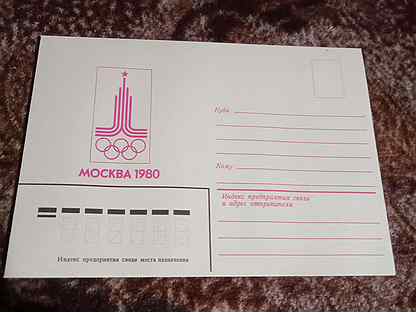 Куда
Кому
МОСКВА 1980
Индекс предприятия связи
и адрес отправителя
Индекс предприятия связи места назначения